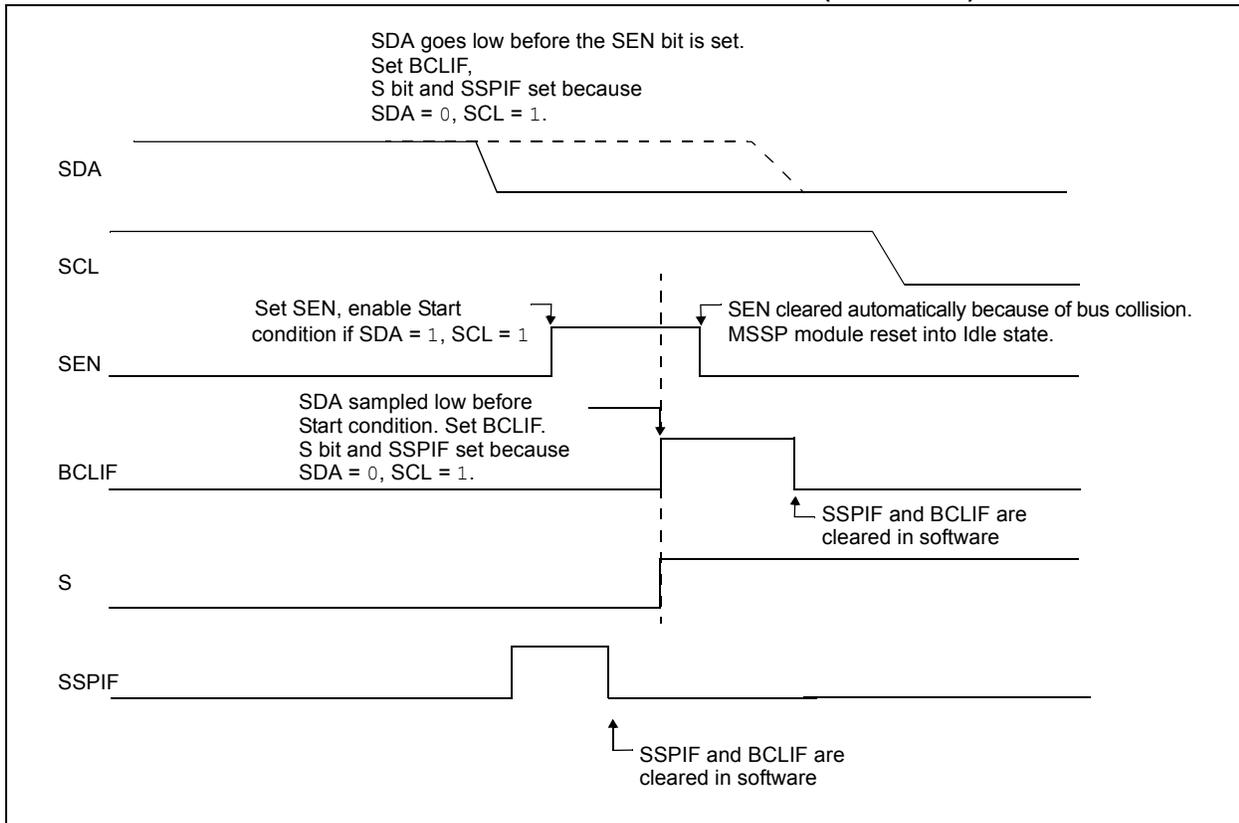 SDA goes low before the SEN bit is set.
Set BCLIF,
S bit and SSPIF set because
SDA = 0, SCL = 1.
SDA
SCL
Set SEN, enable Start
condition if SDA = 1, SCL = 1
SEN cleared automatically because of bus collision.
MSSP module reset into Idle state.
SEN
SDA sampled low before
Start condition. Set BCLIF.
S bit and SSPIF set because
SDA = 0, SCL = 1.
BCLIF
SSPIF and BCLIF are
cleared in software
S
SSPIF
SSPIF and BCLIF are
cleared in software